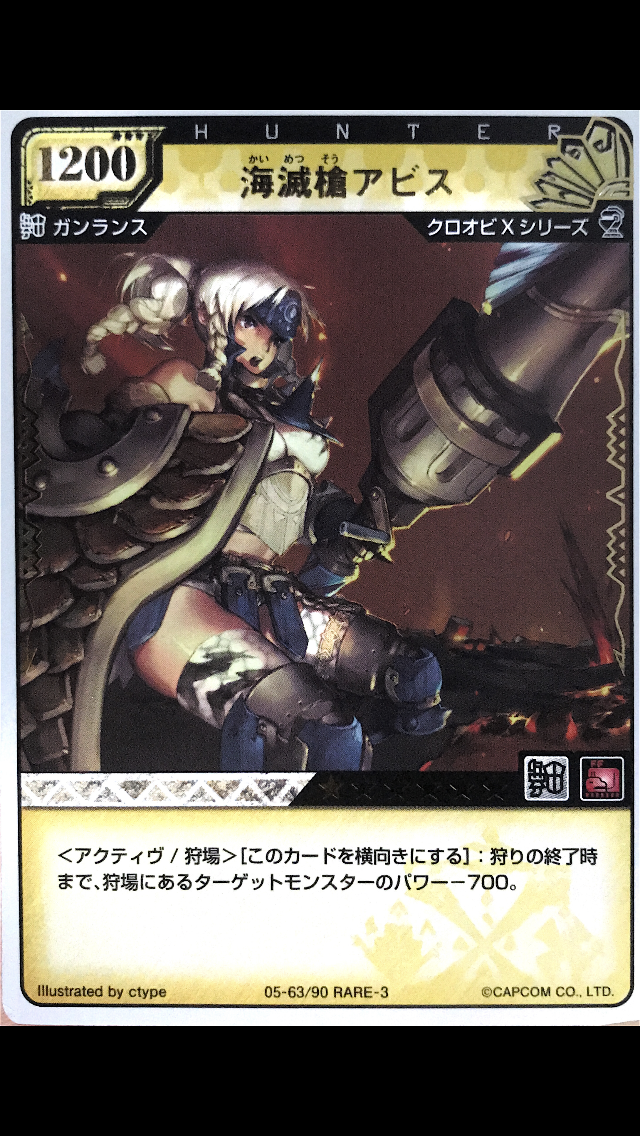 HUNTER
1200
かいめつそう
海滅槍アビス
ガンランス
クロオビXシリーズ
FF
<アクティヴ / 狩場>[このカードを横向きにする]：狩りの終了時
まで、狩場にあるターゲットモンスターのパワー−700。
Illustrated by ctype
05-63/90 RARE-3
©CAPCOM CO., LTD.